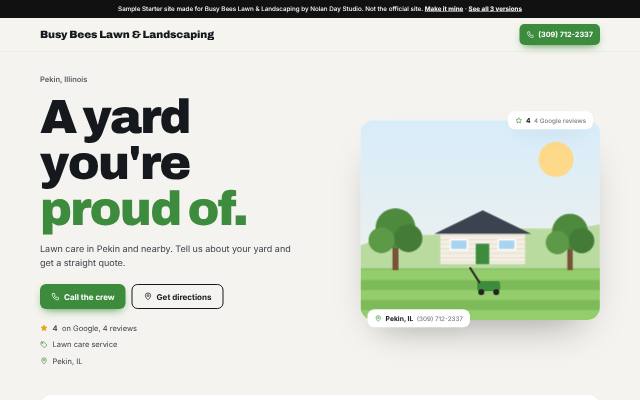 Sample Starter site made for Busy Bees Lawn & Landscaping by Nolan Day Studio. Not the official site. Make it mine · See all 3 versions
Busy Bees Lawn & Landscaping
(309) 712-2337
Pekin, Illinois
A yard
you're
proud of.
Lawn care in Pekin and nearby. Tell us about your yard and
get a straight quote.
Call the crew
Get directions
4 on Google, 4 reviews
Lawn care service
Pekin, IL
4 4 Google reviews
Pekin, IL (309) 712-2337